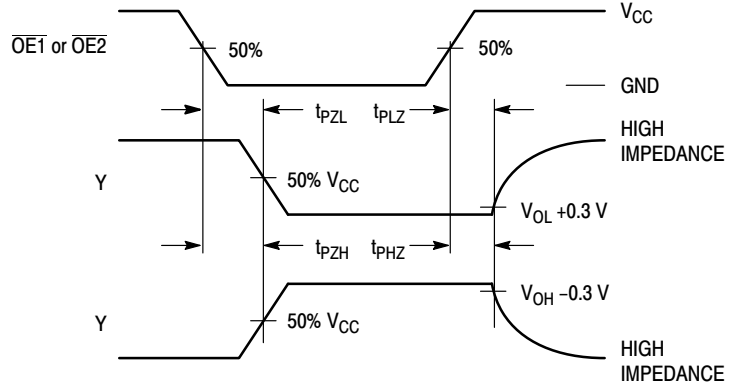 V_CC
OE1 or OE2
50%
50%
GND
t_PZL
t_PLZ
HIGH
IMPEDANCE
Y
50% V_CC
V_OL +0.3 V
t_PZH
t_PHZ
V_OH −0.3 V
Y
50% V_CC
HIGH
IMPEDANCE